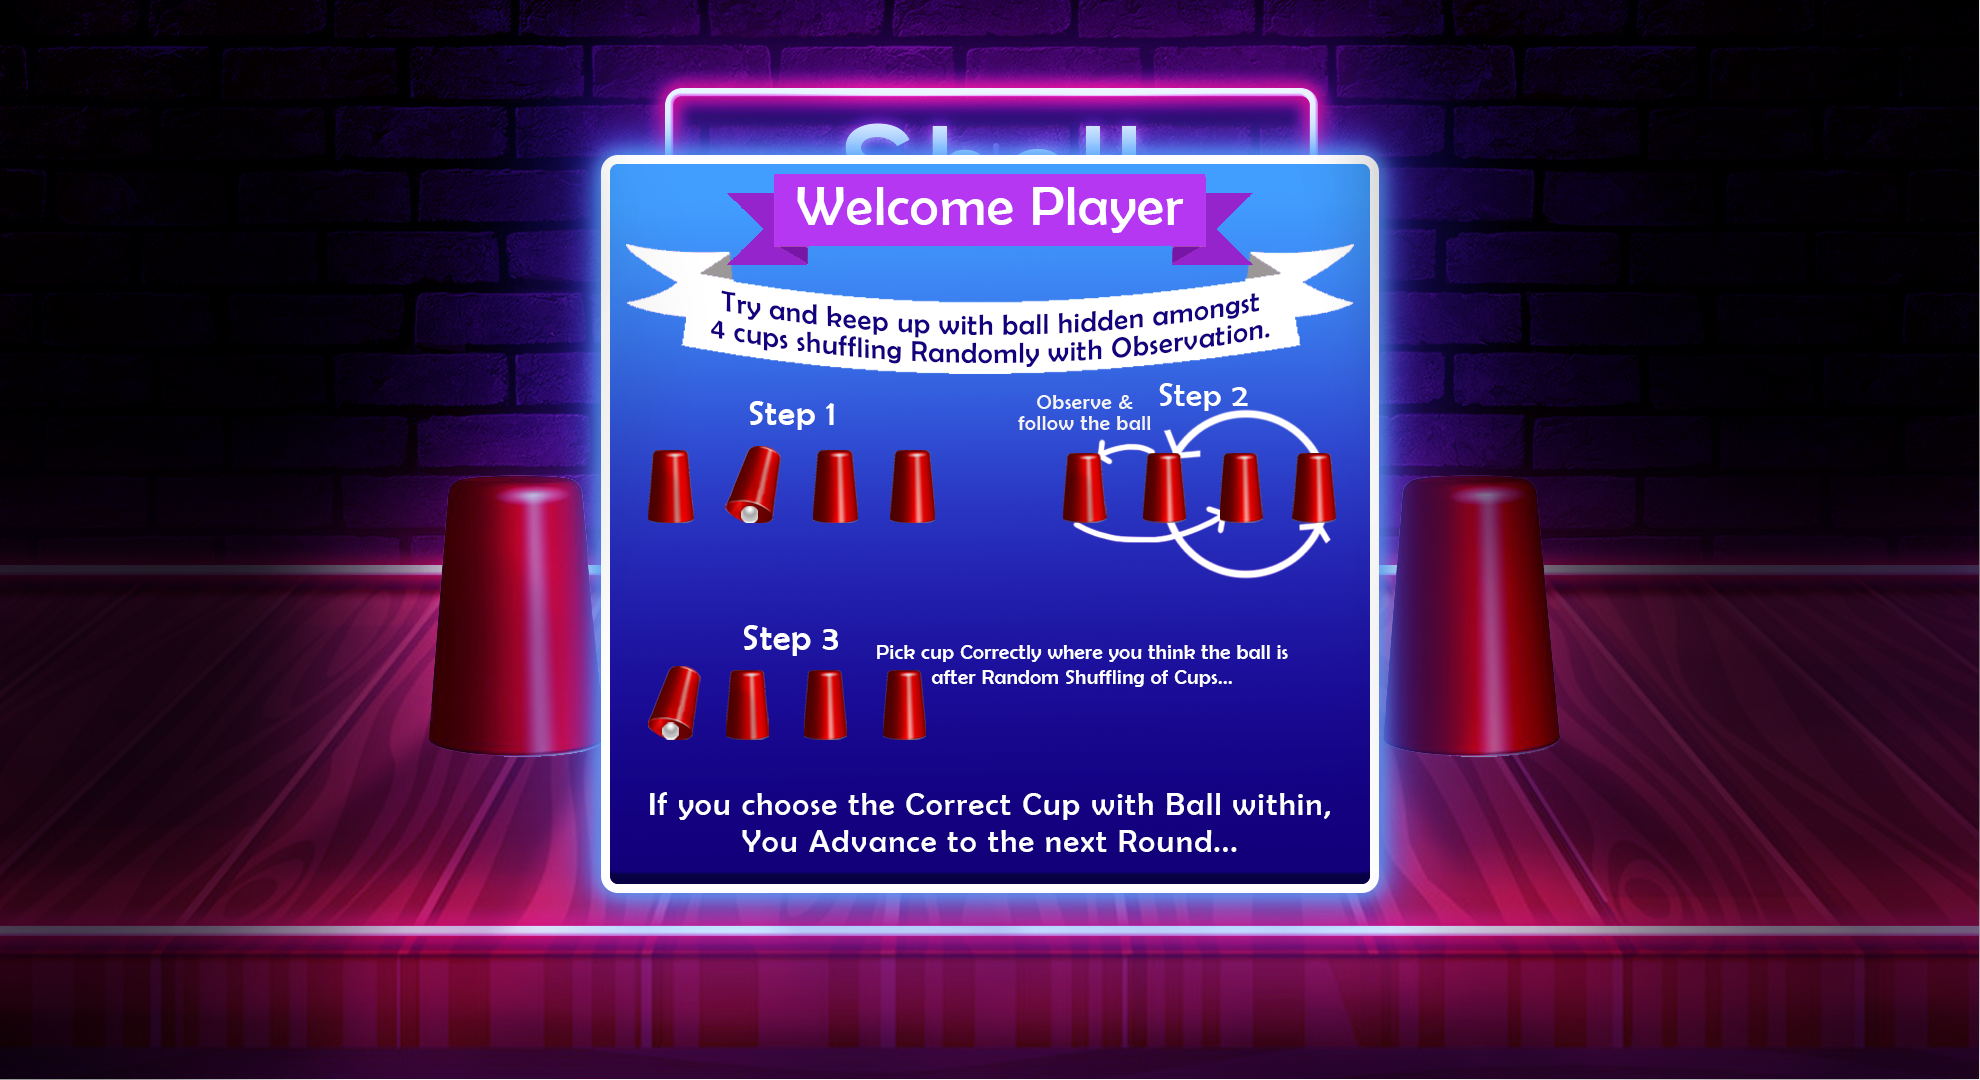 Welcome Player
Try and keep up with ball hidden amongst
4 cups shuffling Randomly with Observation.
Step 1
Observe &
follow the ball
Step 2
Step 3
Pick cup Correctly where you think the ball is
after Random Shuffling of Cups...
If you choose the Correct Cup with Ball within,
You Advance to the next Round...